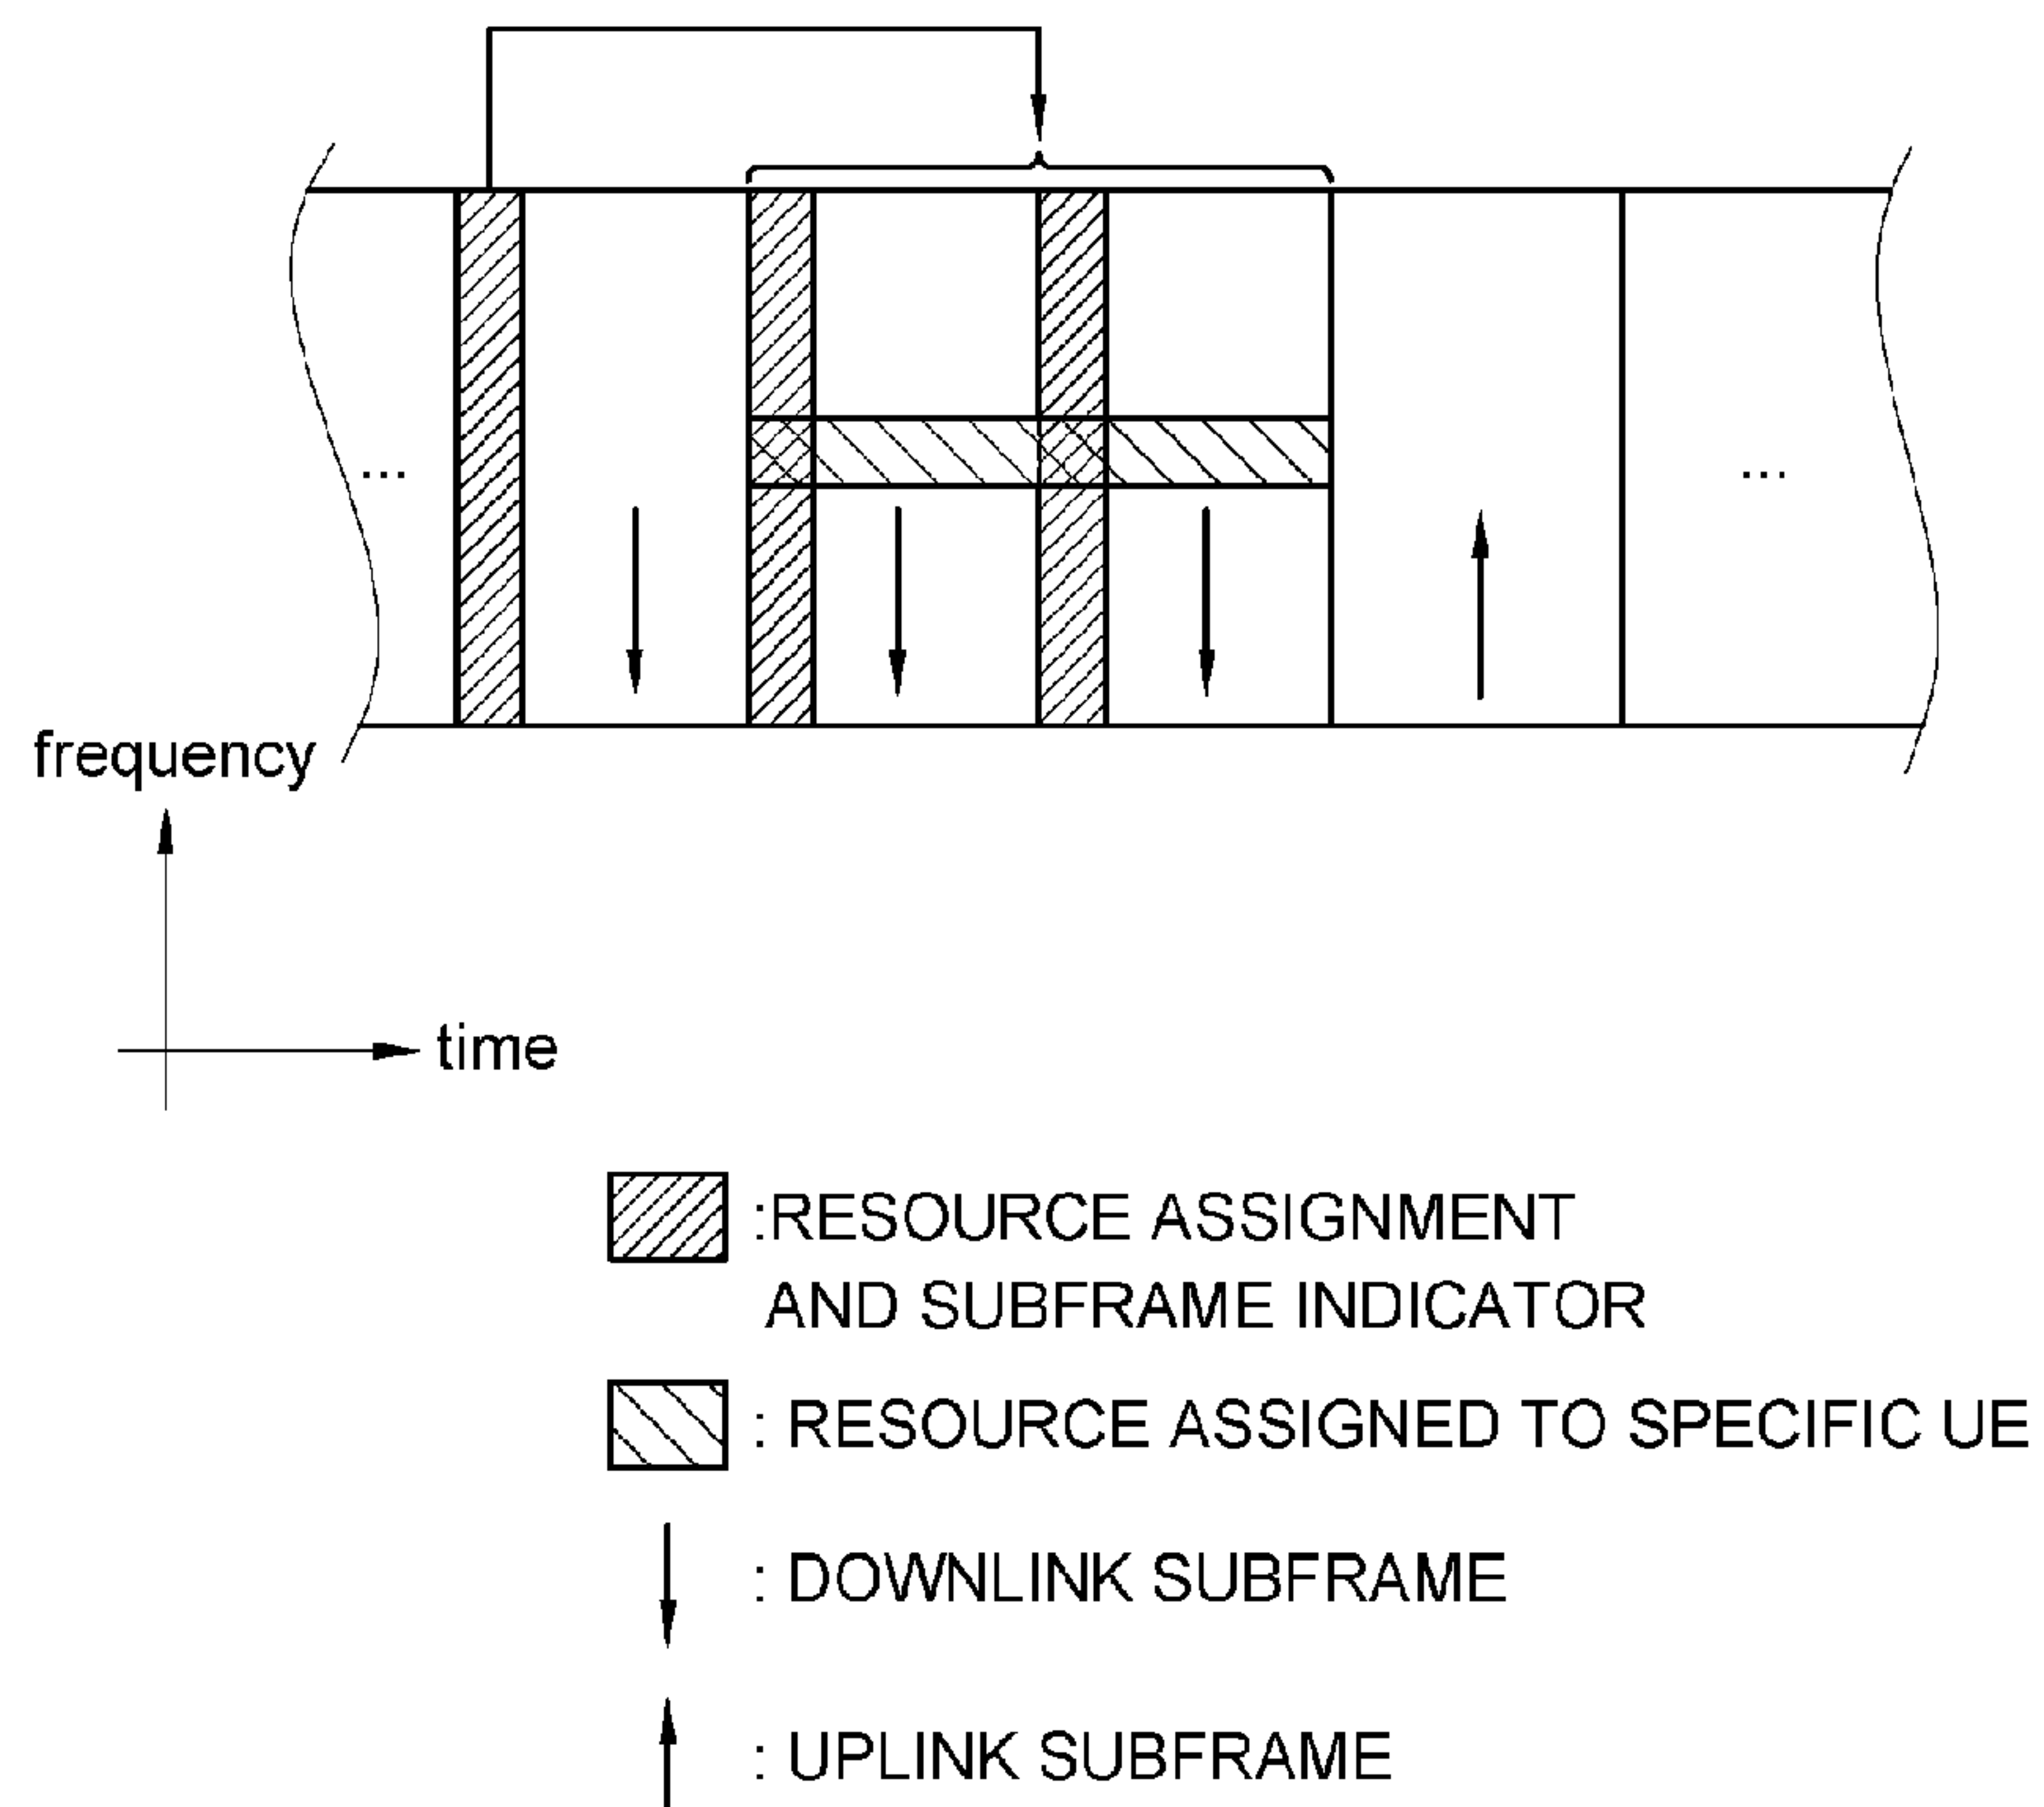 ... ...
frequency
time
:RESOURCE ASSIGNMENT
AND SUBFRAME INDICATOR
: RESOURCE ASSIGNED TO SPECIFIC UE
: DOWNLINK SUBFRAME
: UPLINK SUBFRAME